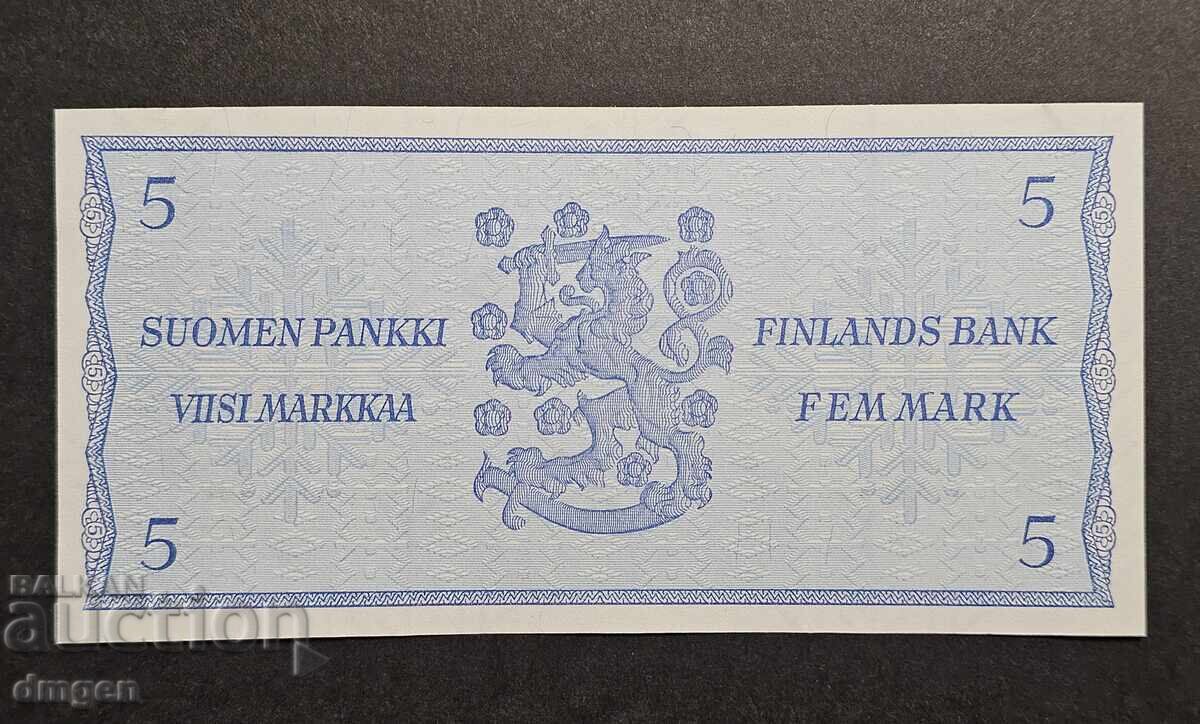 5 5
SUOMEN PANKKI FINLANDS BANK
VIISI MARKKAA FEM MARK
5 5
BALKAN
auction
dmgen